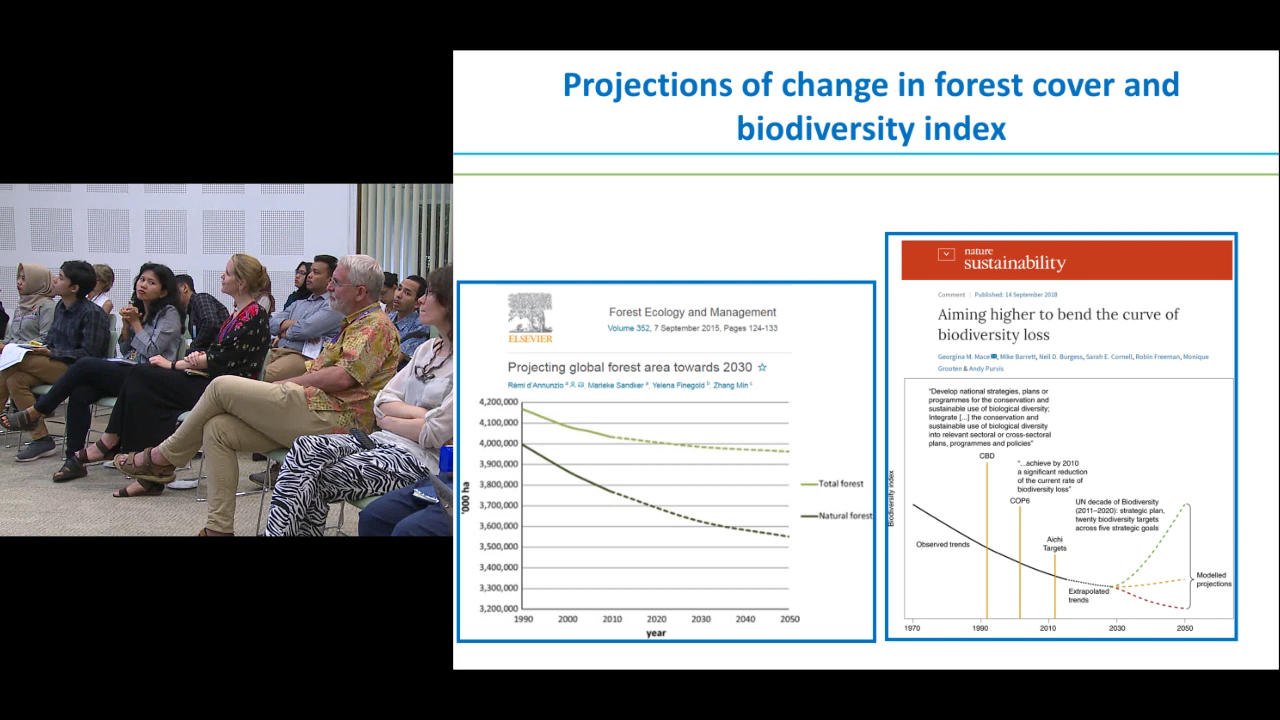 Projections of change in forest cover and
biodiversity index
ELSEVIER
Forest Ecology and Management
Volume 352, 7 September 2015, Pages 124-133
Projecting global forest area towards 2030 ☆
Rémi d'Annunzio a, Marieke Sandker a, Yelena Finegold b, Zhang Min c
4,200,000
4,100,000
4,000,000
3,900,000
3,800,000
3,700,000
3,600,000
3,500,000
3,400,000
3,300,000
3,200,000
'000 ha
1990 2000 2010 2020 2030 2040 2050
year
Total forest
Natural forest
nature
sustainability
Comment | Published: 14 September 2018
Aiming higher to bend the curve of
biodiversity loss
Georgina M. Mace, Mike Barrett, Neil D. Burgess, Sarah E. Cornell, Robin Freeman, Monique
Grooten & Andy Purvis
"Develop national strategies, plans or
programmes for the conservation and
sustainable use of biological diversity;
Integrate [...] the conservation and
sustainable use of biological diversity
into relevant sectoral or cross-sectoral
plans, programmes and policies"
CBD
"...achieve by 2010
a significant reduction
of the current rate of
biodiversity loss"
COP6
UN decade of Biodiversity
(2011–2020): strategic plan,
twenty biodiversity targets
across five strategic goals
Aichi
Targets
Biodiversity index
Observed trends
Extrapolated
trends
Modelled
projections
1970 1990 2010 2030 2050